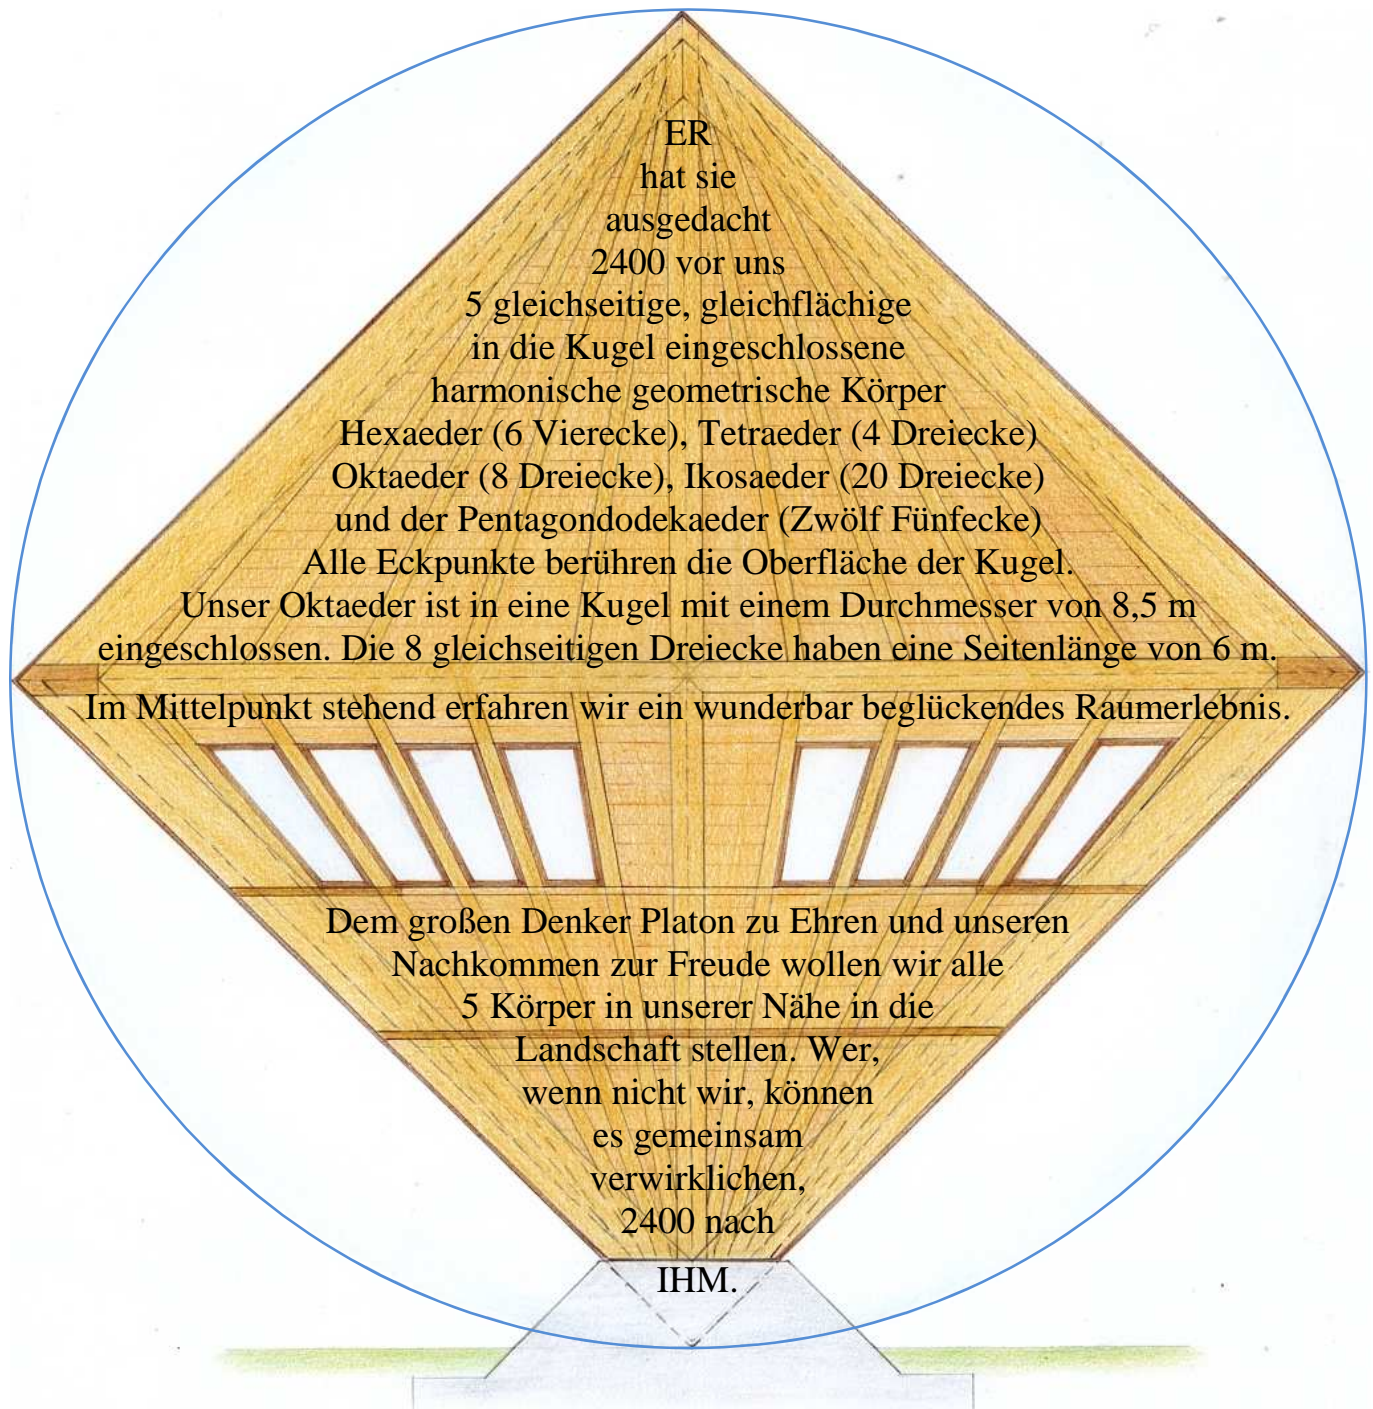 ER
hat sie
ausgedacht
2400 vor uns
5 gleichseitige, gleichflächige
in die Kugel eingeschlossene
harmonische geometrische Körper
Hexaeder (6 Vierecke), Tetraeder (4 Dreiecke)
Oktaeder (8 Dreiecke), Ikosaeder (20 Dreiecke)
und der Pentagondodekaeder (Zwölf Fünfecke)
Alle Eckpunkte berühren die Oberfläche der Kugel.
Unser Oktaeder ist in eine Kugel mit einem Durchmesser von 8,5 m
eingeschlossen. Die 8 gleichseitigen Dreiecke haben eine Seitenlänge von 6 m.
Im Mittelpunkt stehend erfahren wir ein wunderbar beglückendes Raumerlebnis.
Dem großen Denker Platon zu Ehren und unseren
Nachkommen zur Freude wollen wir alle
5 Körper in unserer Nähe in die
Landschaft stellen. Wer,
wenn nicht wir, können
es gemeinsam
verwirklichen,
2400 nach
IHM.